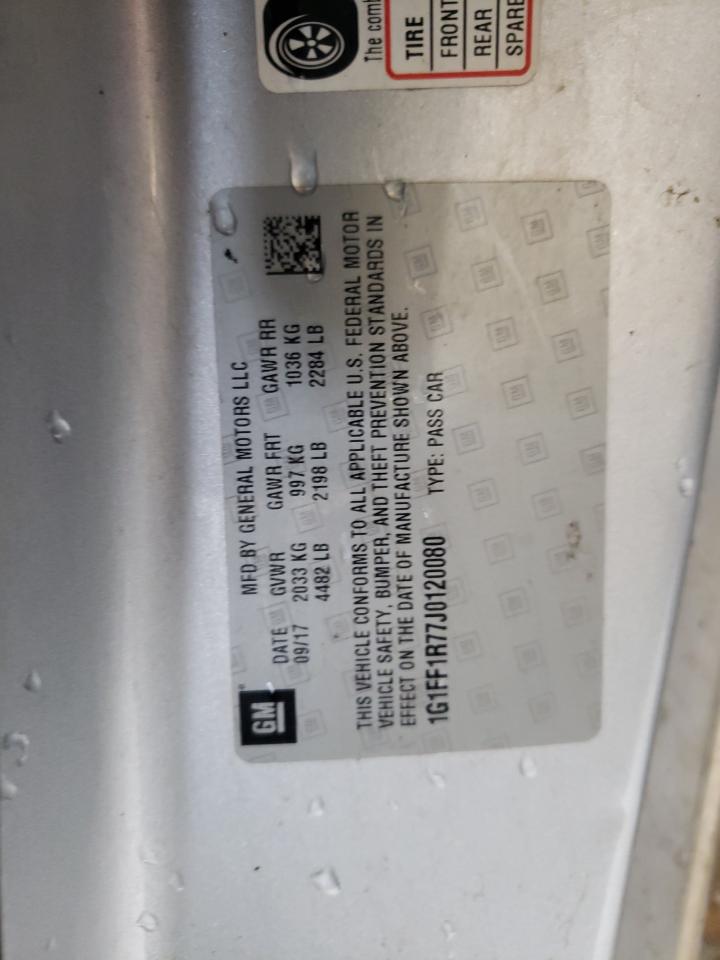 The comb
TIRE
FRONT
REAR
SPARE
GM
MFD BY GENERAL MOTORS LLC
DATE GVWR GAWR FRT GAWR RR
09/17 2033 KG 997 KG 1036 KG
4482 LB 2198 LB 2284 LB
THIS VEHICLE CONFORMS TO ALL APPLICABLE U.S. FEDERAL MOTOR
VEHICLE SAFETY, BUMPER, AND THEFT PREVENTION STANDARDS IN
EFFECT ON THE DATE OF MANUFACTURE SHOWN ABOVE.
1G1FF1R77J0120080 TYPE: PASS CAR